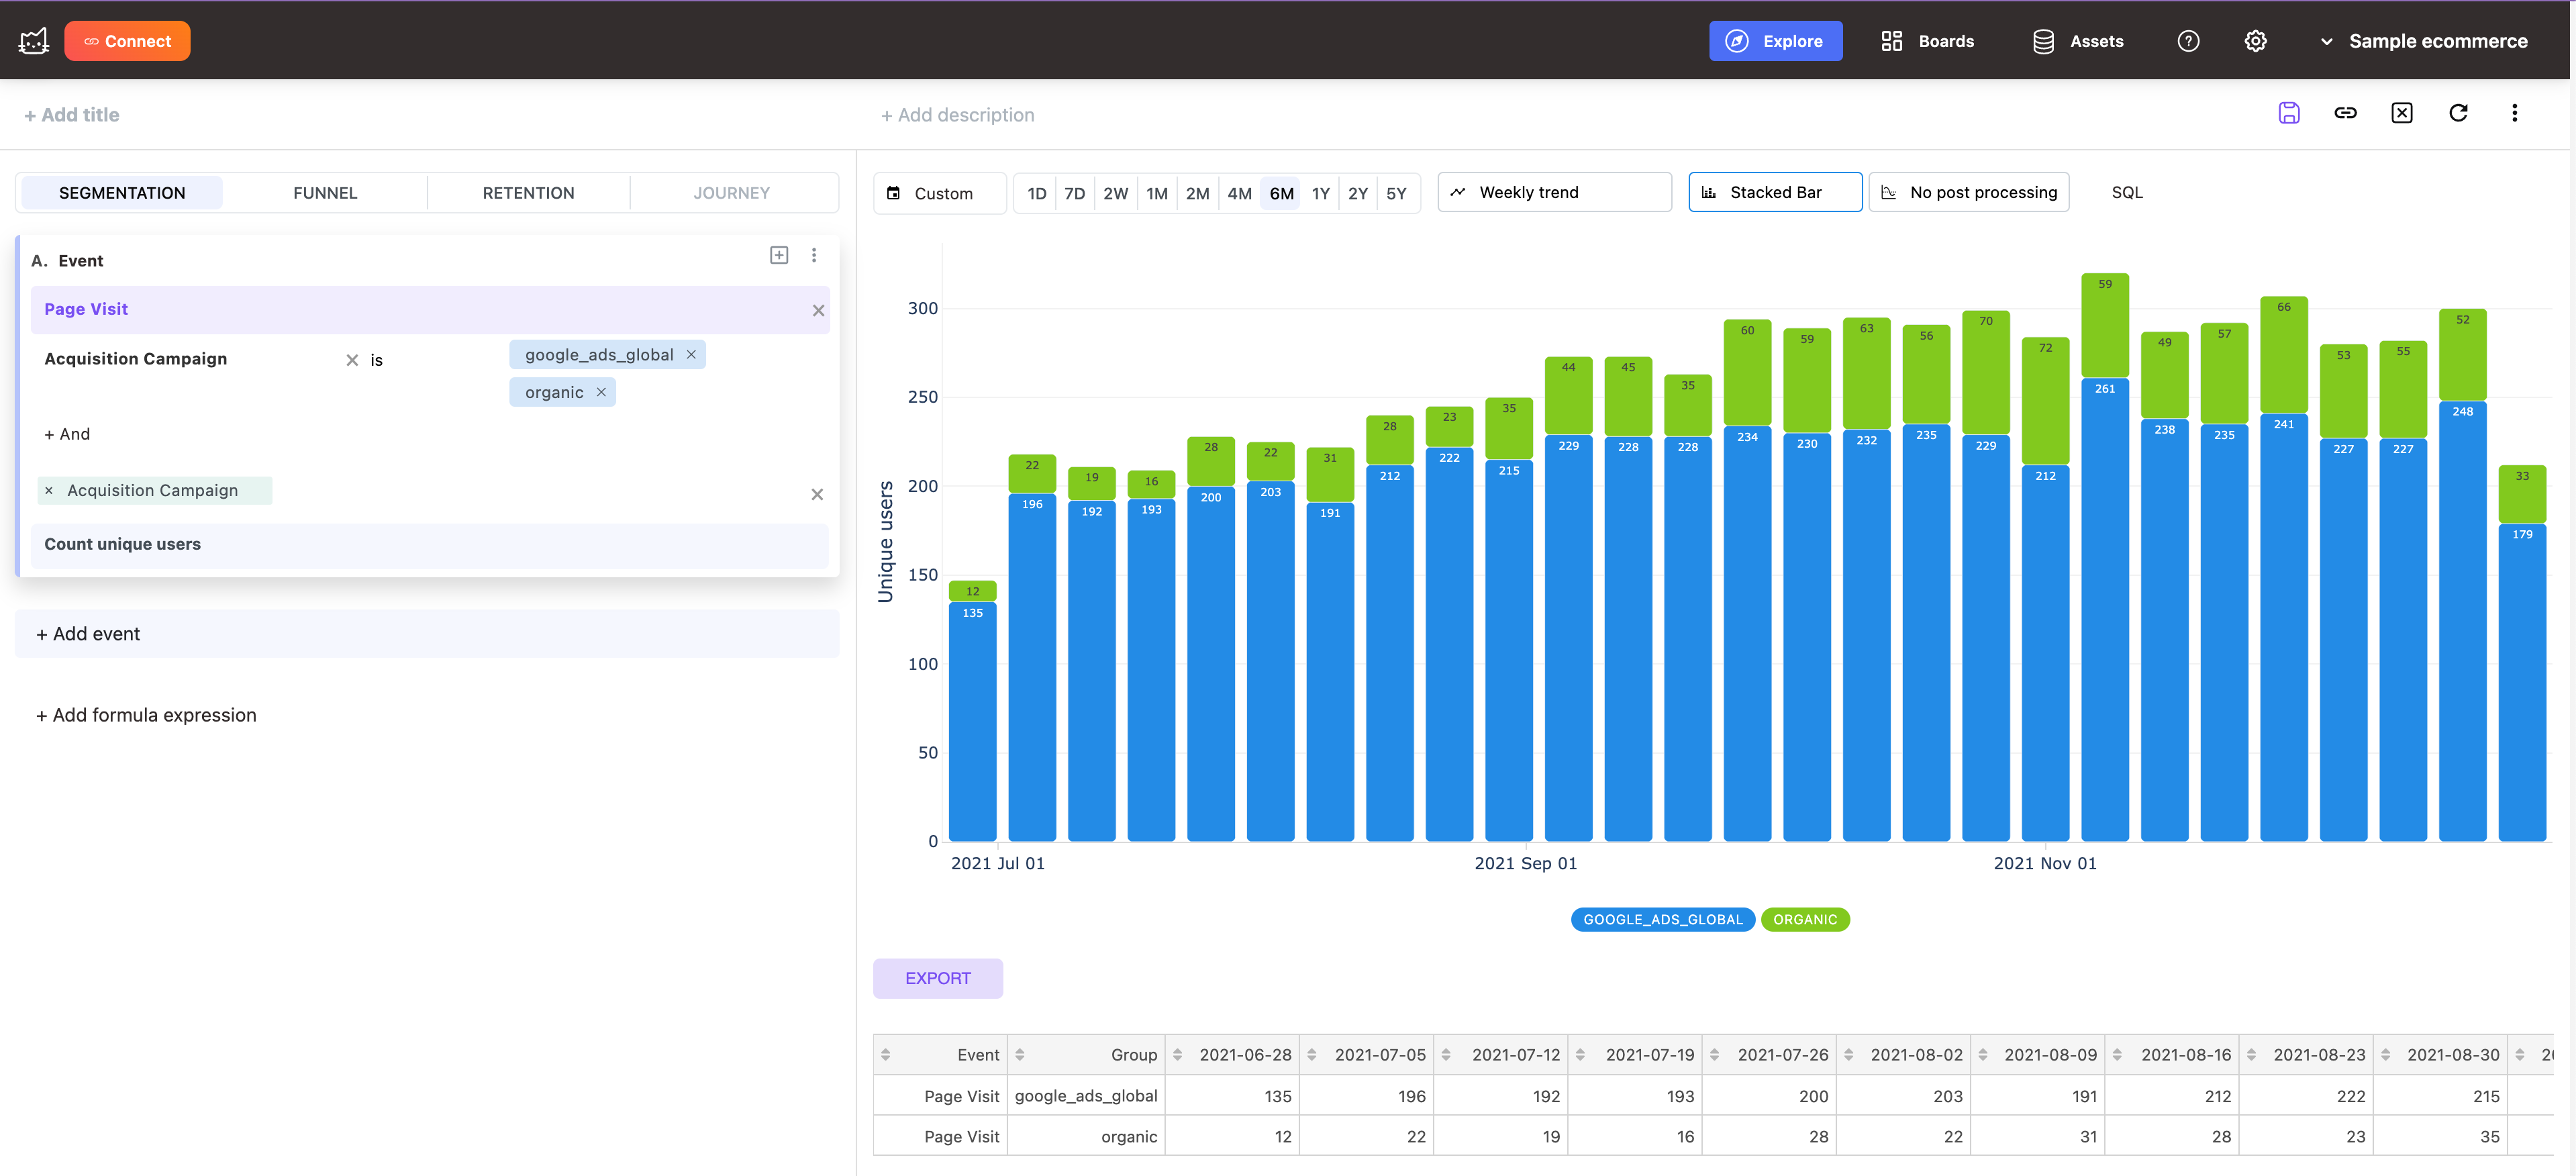 Connect
Explore
Boards
Assets
Sample ecommerce
+ Add title
+ Add description
SEGMENTATION FUNNEL RETENTION JOURNEY
A. Event
Page Visit
Acquisition Campaign is google_ads_global
organic
+ And
Acquisition Campaign
Count unique users
+ Add event
+ Add formula expression
Custom 1D 7D 2W 1M 2M 4M 6M 1Y 2Y 5Y Weekly trend Stacked Bar No post processing SQL
Unique users
300
250
200
150
100
50
0
12 22 19 16 28 22 31 28 23 35 44 45 35 60 59 63 56 70 72 59 49 57 66 53 55 52 33
135 196 192 193 200 203 191 212 222 215 229 228 228 234 230 232 235 229 212 261 238 235 241 227 227 248 179
2021 Jul 01 2021 Sep 01 2021 Nov 01
GOOGLE_ADS_GLOBAL ORGANIC
EXPORT
Event Group 2021-06-28 2021-07-05 2021-07-12 2021-07-19 2021-07-26 2021-08-02 2021-08-09 2021-08-16 2021-08-23 2021-08-30
Page Visit google_ads_global 135 196 192 193 200 203 191 212 222 215
Page Visit organic 12 22 19 16 28 22 31 28 23 35